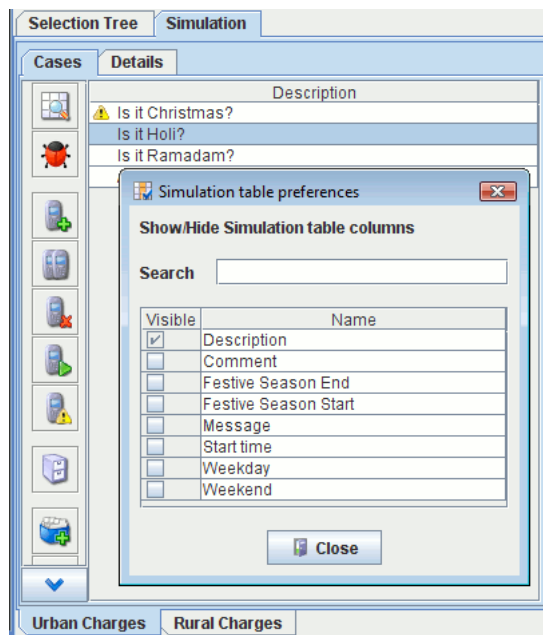 Selection Tree Simulation
Cases Details
Description
Is it Christmas?
Is it Holi?
Is it Ramadam?
Simulation table preferences
Show/Hide Simulation table columns
Search
Visible Name
Description
Comment
Festive Season End
Festive Season Start
Message
Start time
Weekday
Weekend
Close
Urban Charges Rural Charges